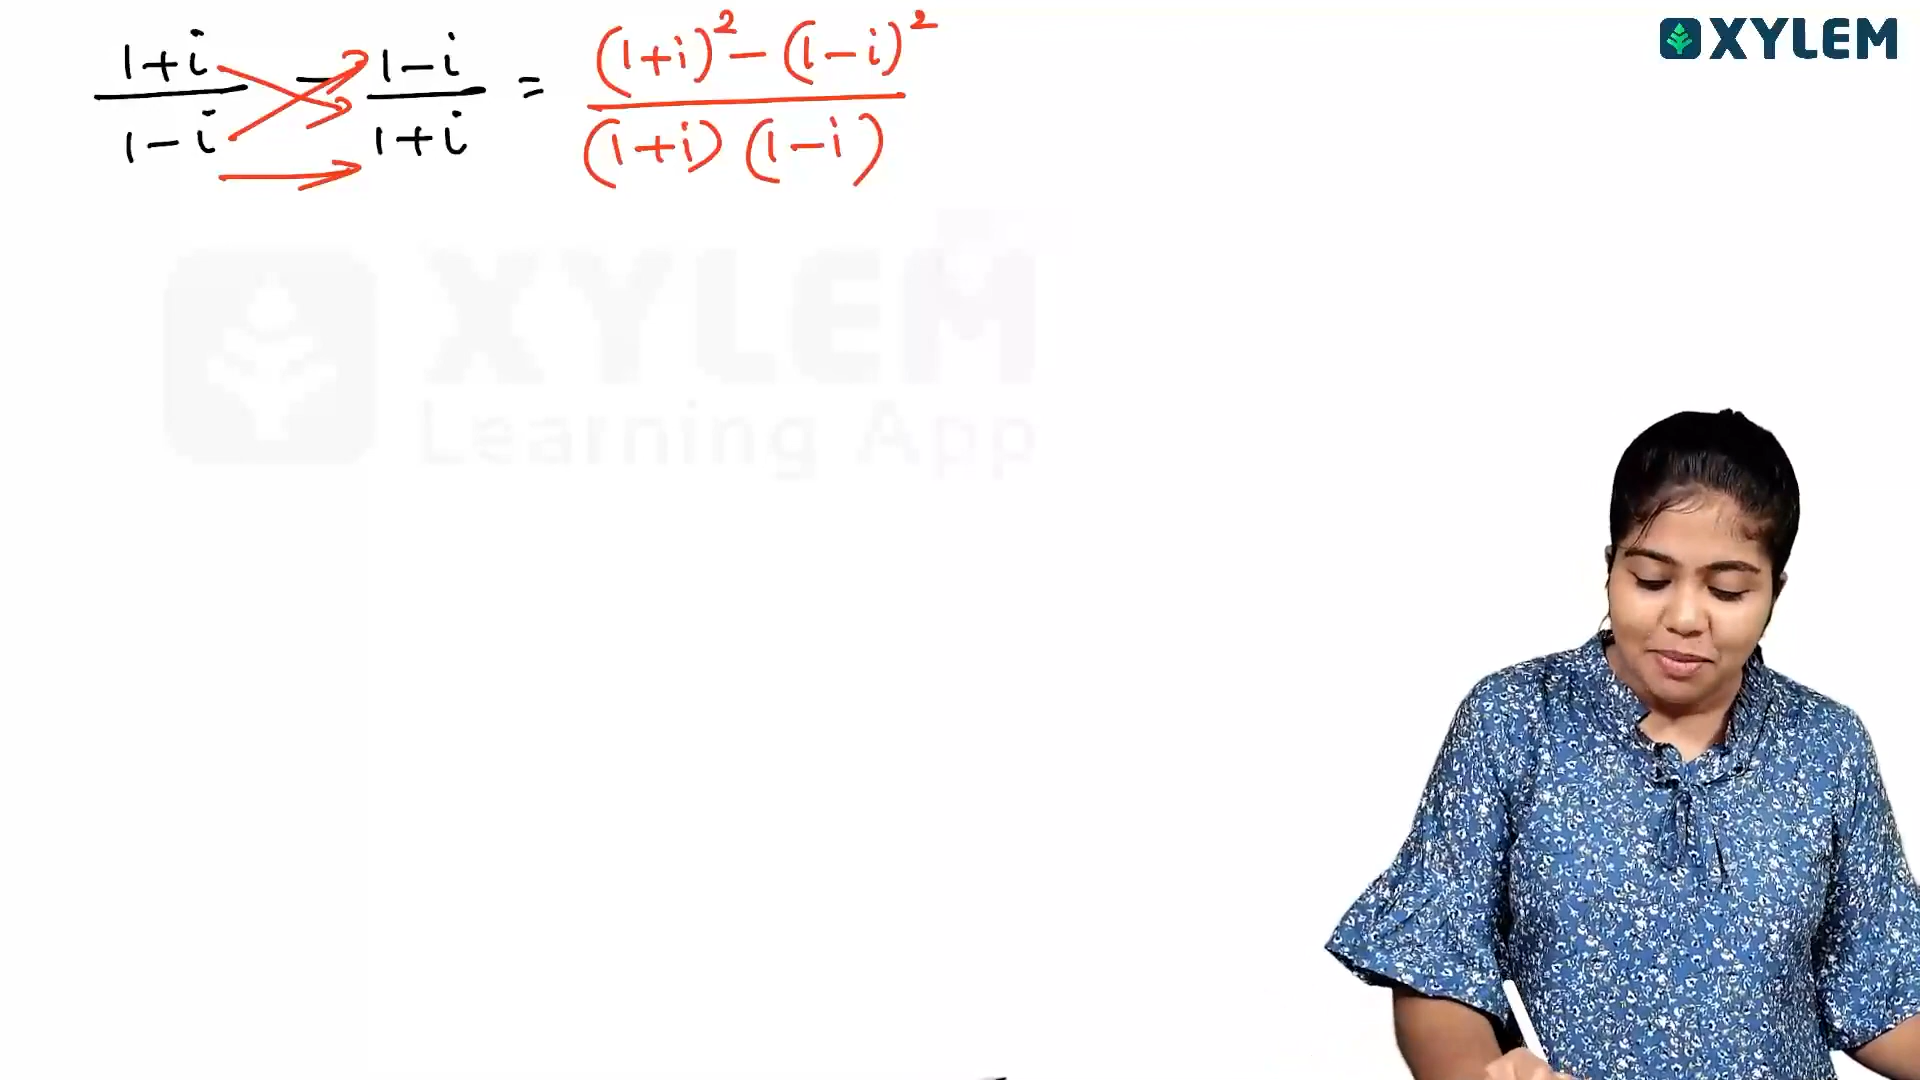 (1+i)/(1-i) - (1-i)/(1+i) = ((1+i)² - (1-i)²)/((1+i)(1-i))
XYLEM
XYLEM
Learning App